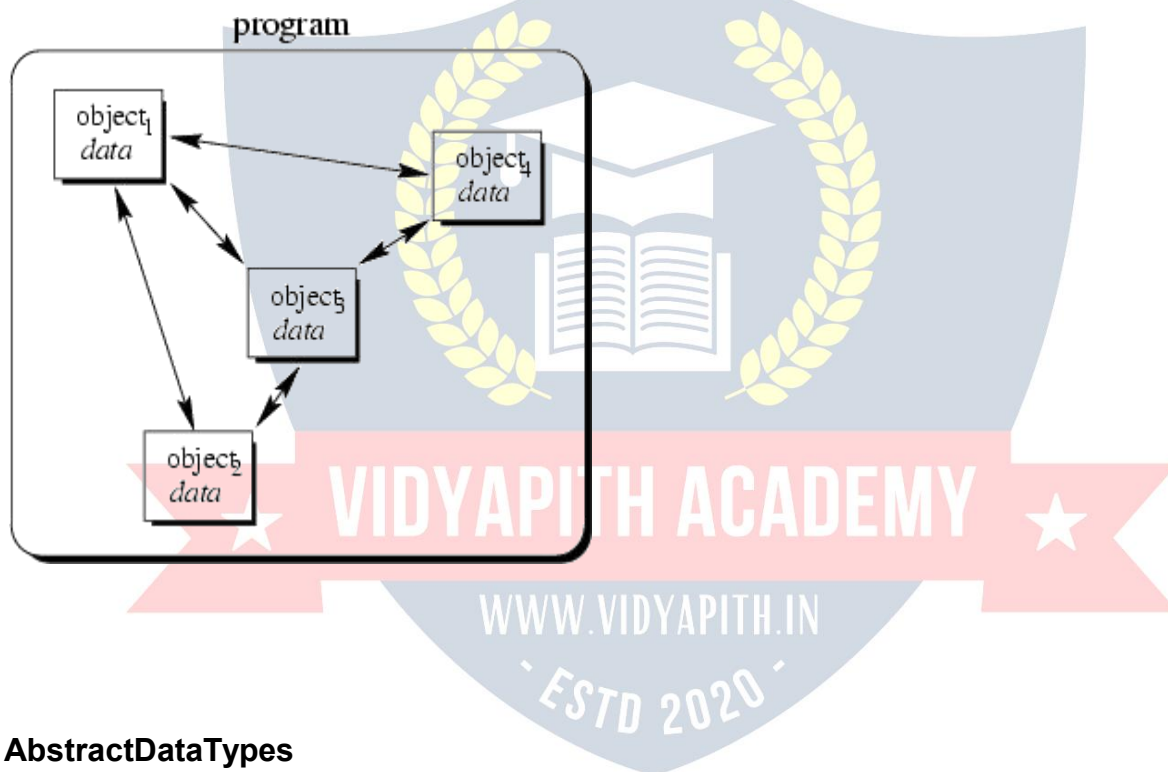 program
object1
data
object4
data
object3
data
object2
data
VIDYAPITH ACADEMY
WWW.VIDYAPITH.IN
- ESTD 2020 -
AbstractDataTypes